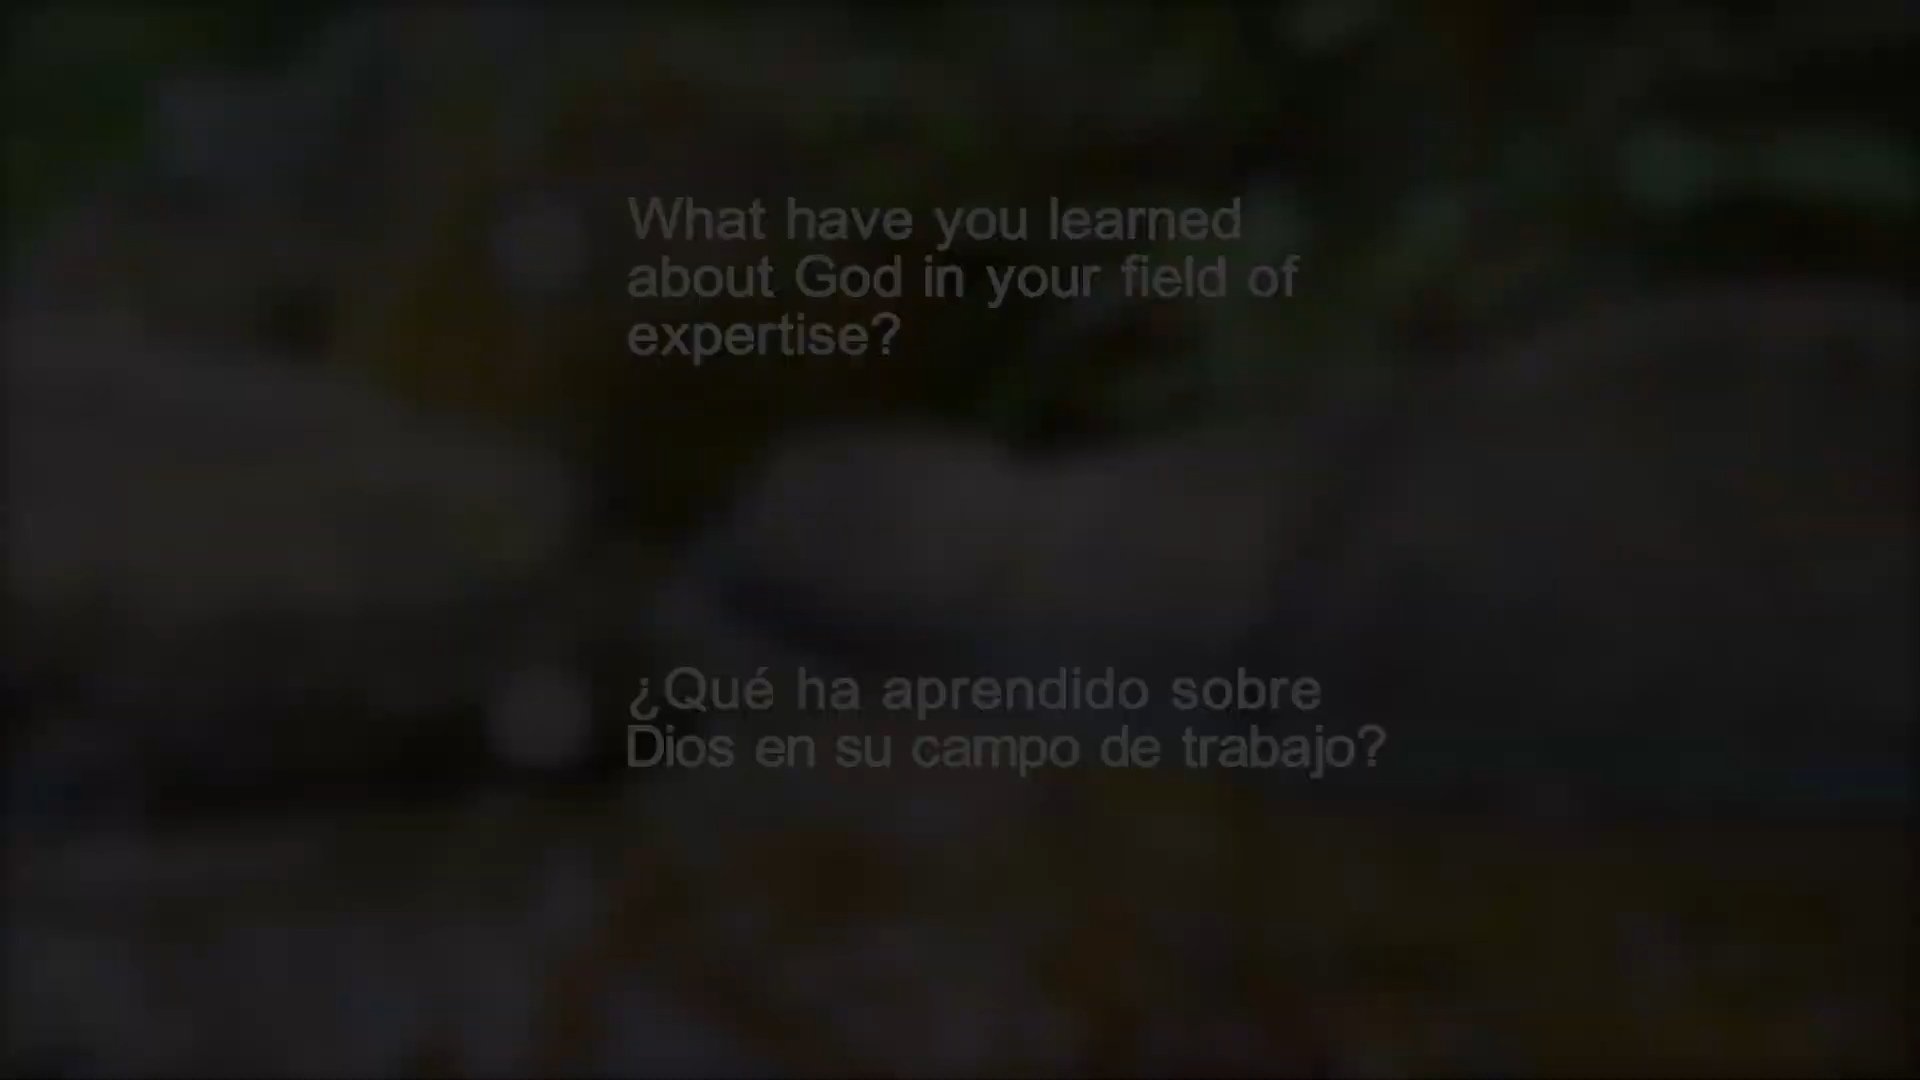 What have you learned
about God in your field of
expertise?
¿Qué ha aprendido sobre
Dios en su campo de trabajo?